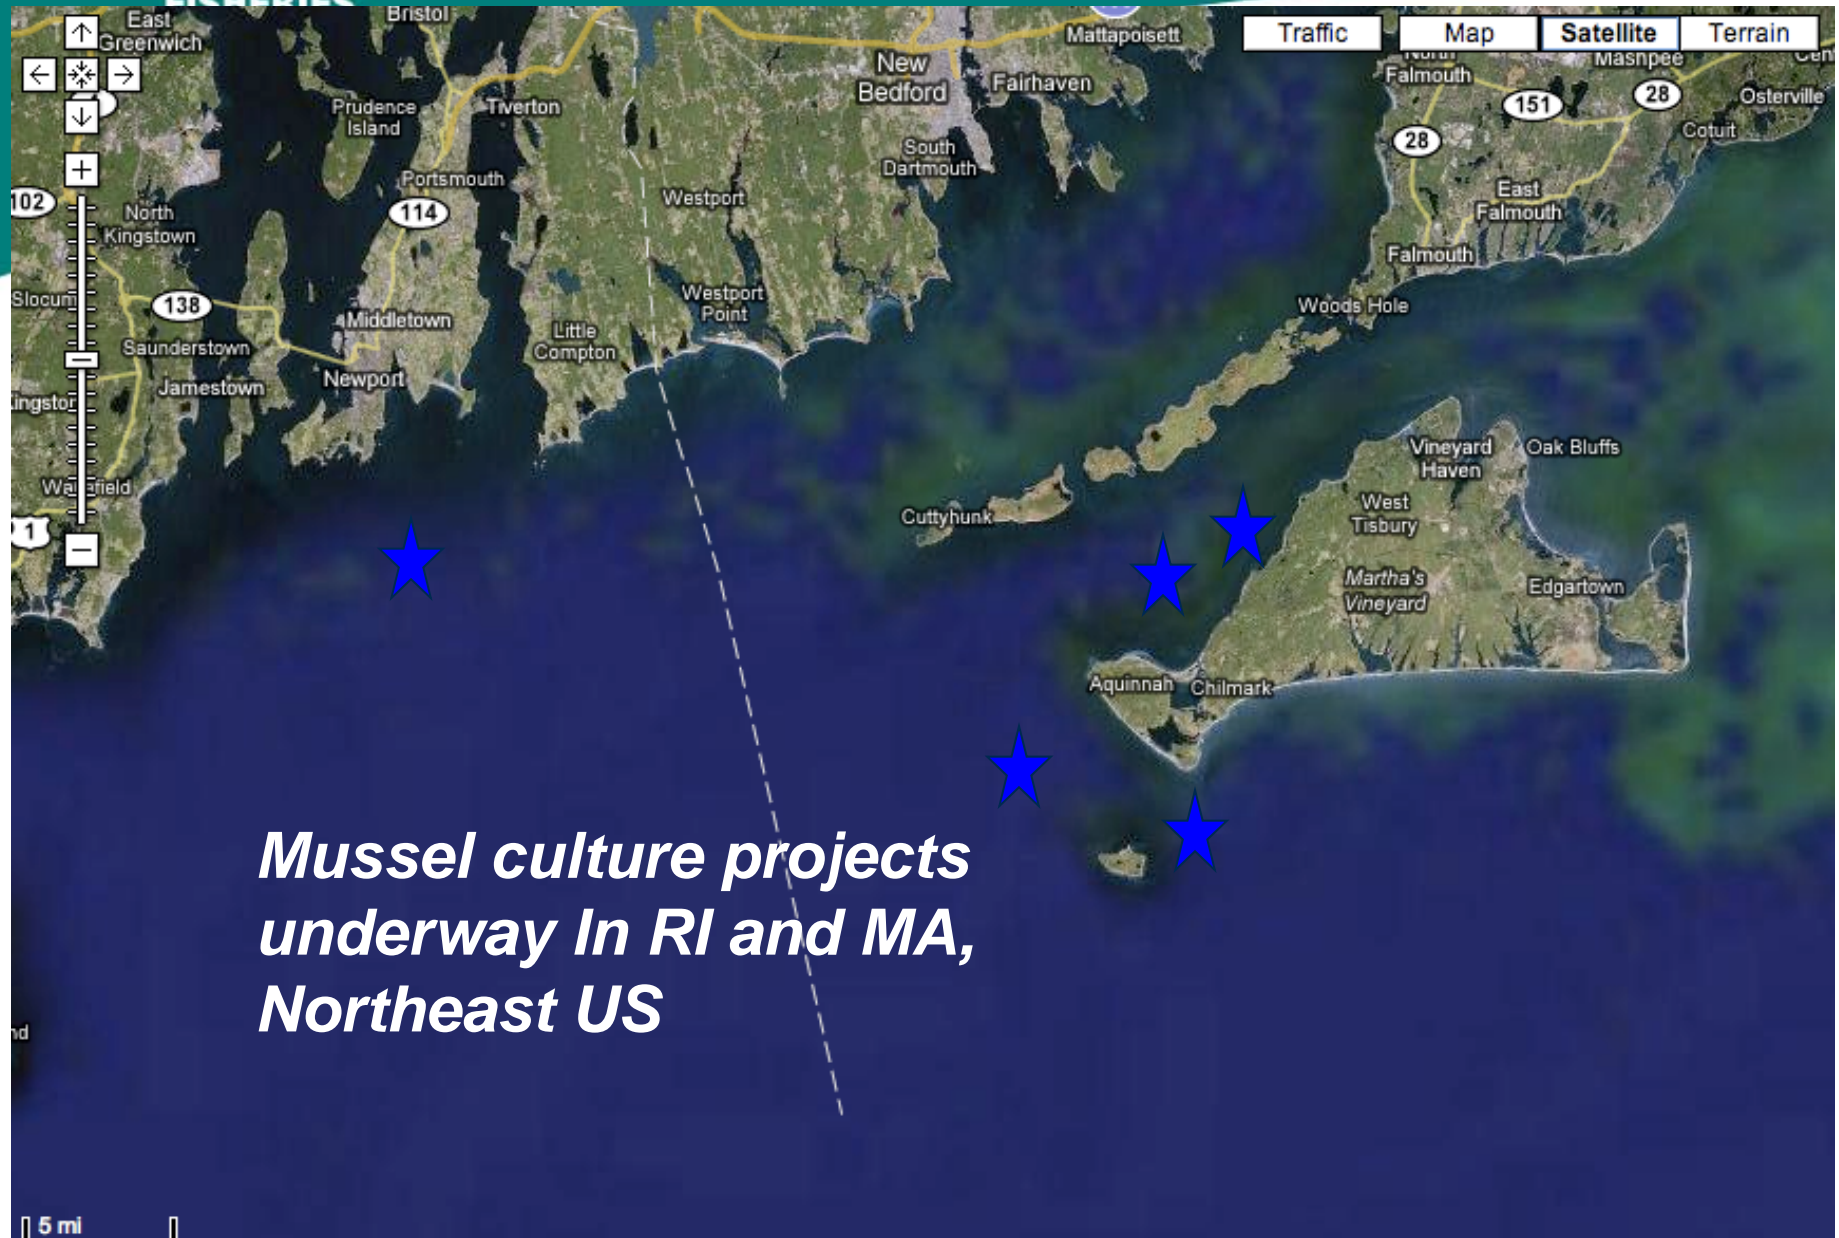 FISHERIES
Bristol
East
Greenwich
Mattapoisett
Traffic
Map
Satellite
Terrain
North
Falmouth
Mashpee
New
Bedford
Fairhaven
151
28
Osterville
Prudence
Island
Tiverton
28
Cotuit
South
Dartmouth
Portsmouth
102
North
Kingstown
114
Westport
East
Falmouth
Falmouth
Slocum
138
Westport
Point
Woods Hole
Middletown
Little
Compton
Saunderstown
Jamestown
Newport
Vineyard
Haven
Oak Bluffs
West
Tisbury
1
Cuttyhunk
Martha's
Vineyard
Edgartown
Aquinnah
Chilmark
Mussel culture projects
underway In RI and MA,
Northeast US
5 mi